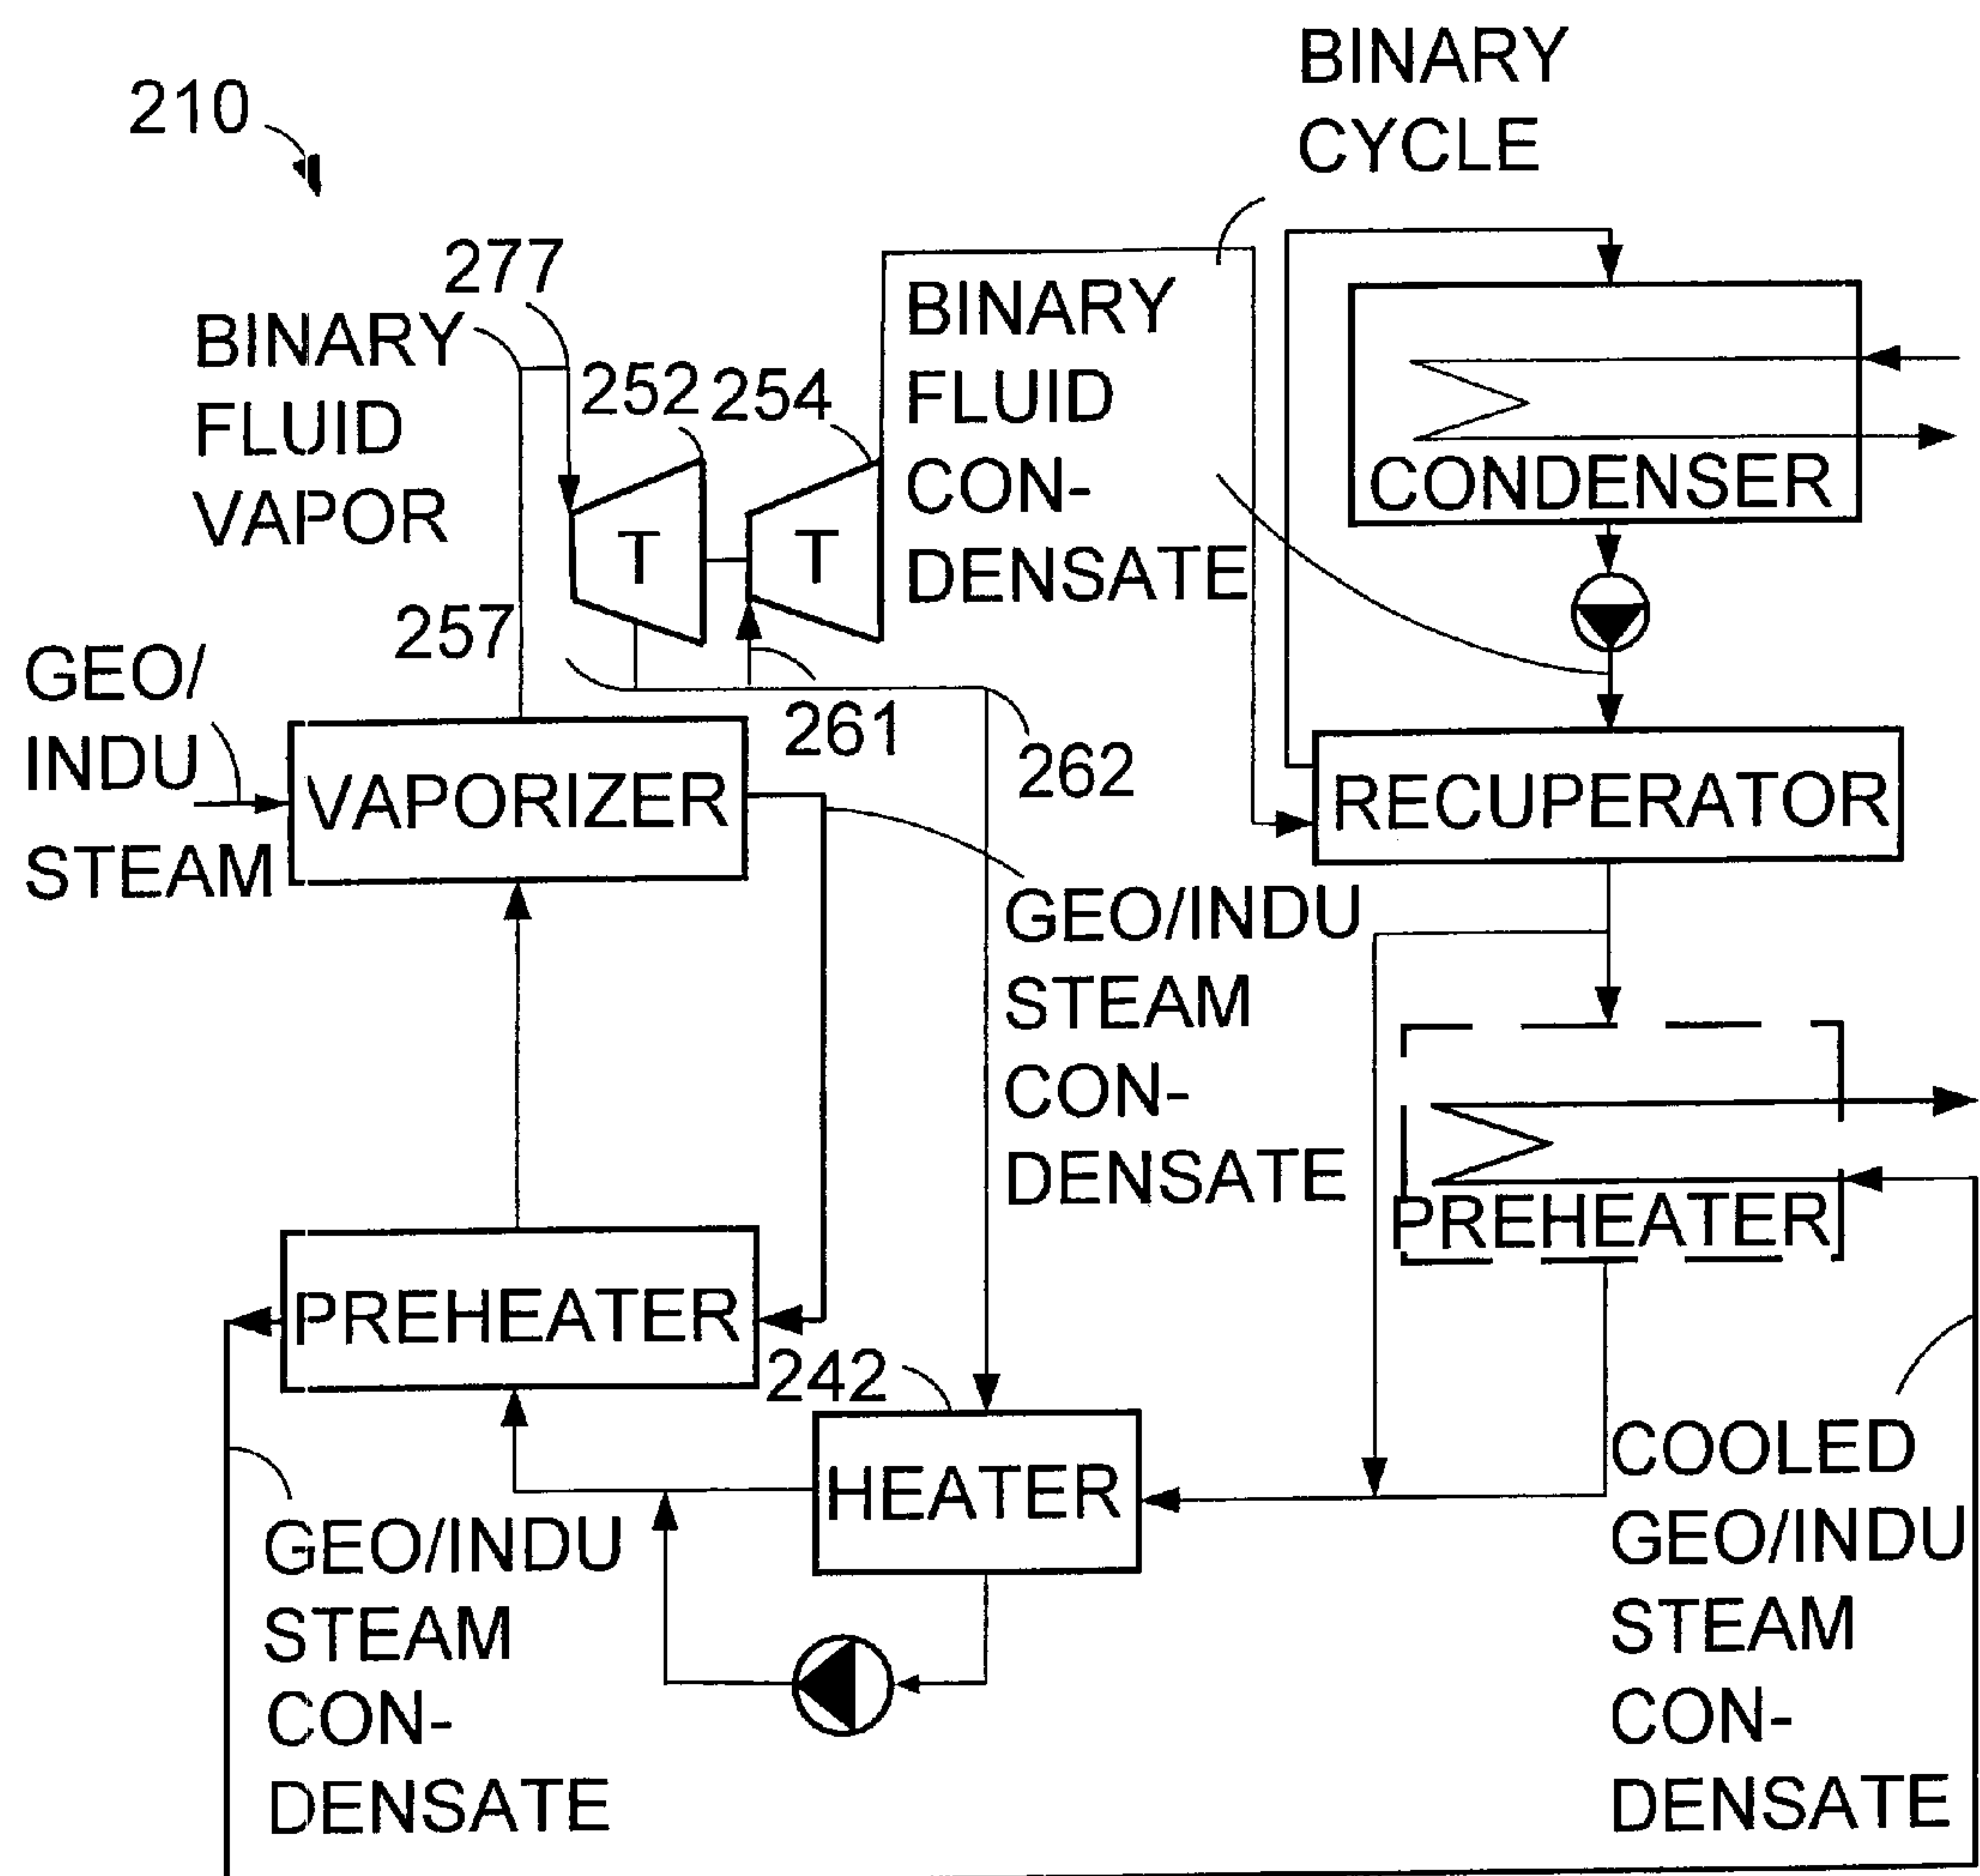 BINARY
CYCLE
210
277
BINARY
FLUID
VAPOR
252
254
BINARY
FLUID
CON-
DENSATE
CONDENSER
T
T
257
261
262
GEO/
INDU
STEAM
VAPORIZER
RECUPERATOR
GEO/INDU
STEAM
CON-
DENSATE
PREHEATER
PREHEATER
242
HEATER
COOLED
GEO/INDU
STEAM
CON-
DENSATE
GEO/INDU
STEAM
CON-
DENSATE